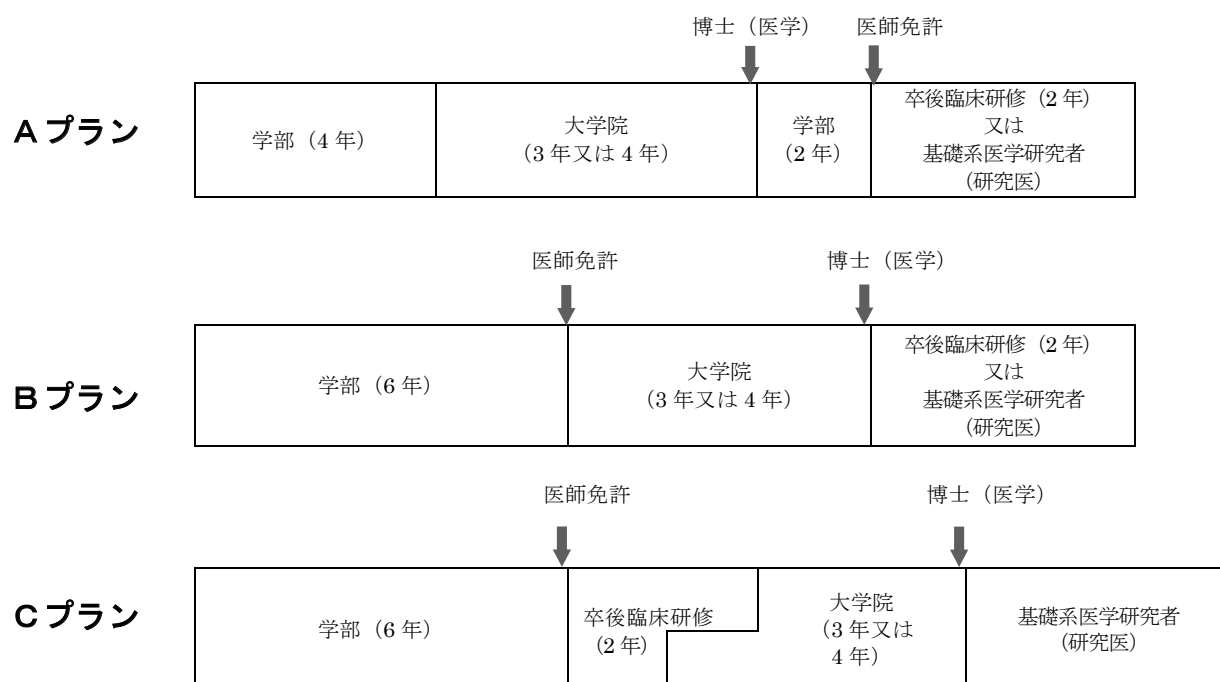 博士（医学）　医師免許
Aプラン
学部（4年）
大学院
（3年又は4年）
学部
（2年）
卒後臨床研修（2年）
又は
基礎系医学研究者
（研究医）
医師免許
博士（医学）
Bプラン
学部（6年）
大学院
（3年又は4年）
卒後臨床研修（2年）
又は
基礎系医学研究者
（研究医）
医師免許
博士（医学）
Cプラン
学部（6年）
卒後臨床研修
（2年）
大学院
（3年又は
4年）
基礎系医学研究者
（研究医）